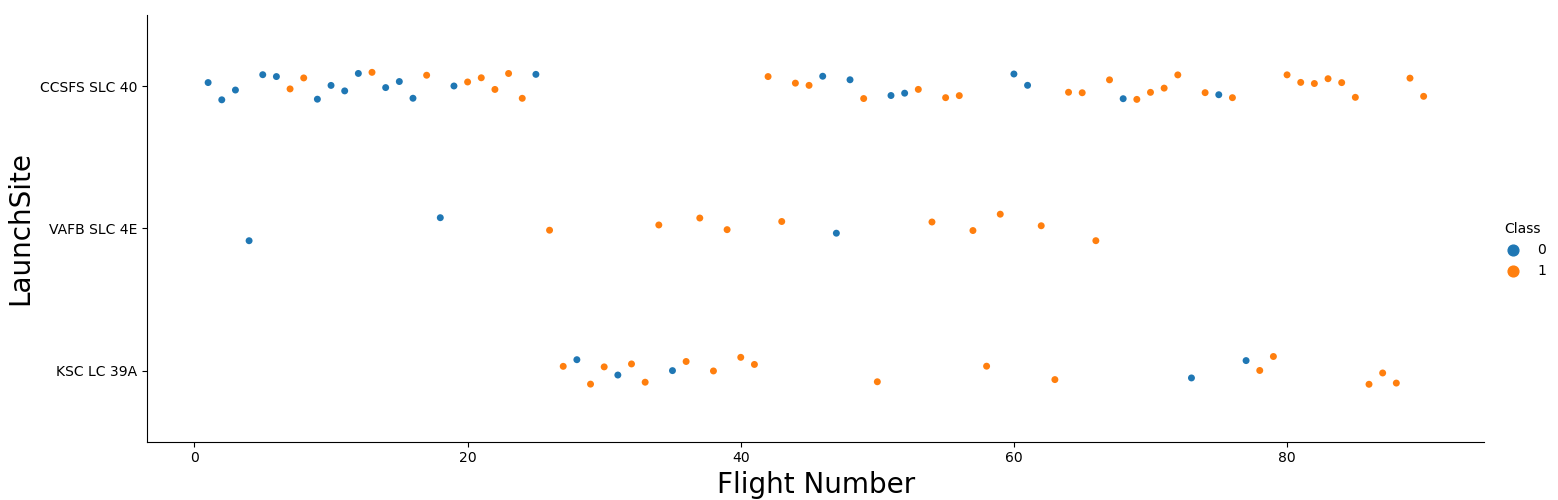 LaunchSite
CCSFS SLC 40
VAFB SLC 4E
KSC LC 39A
0 20 40 60 80
Flight Number
Class
0
1